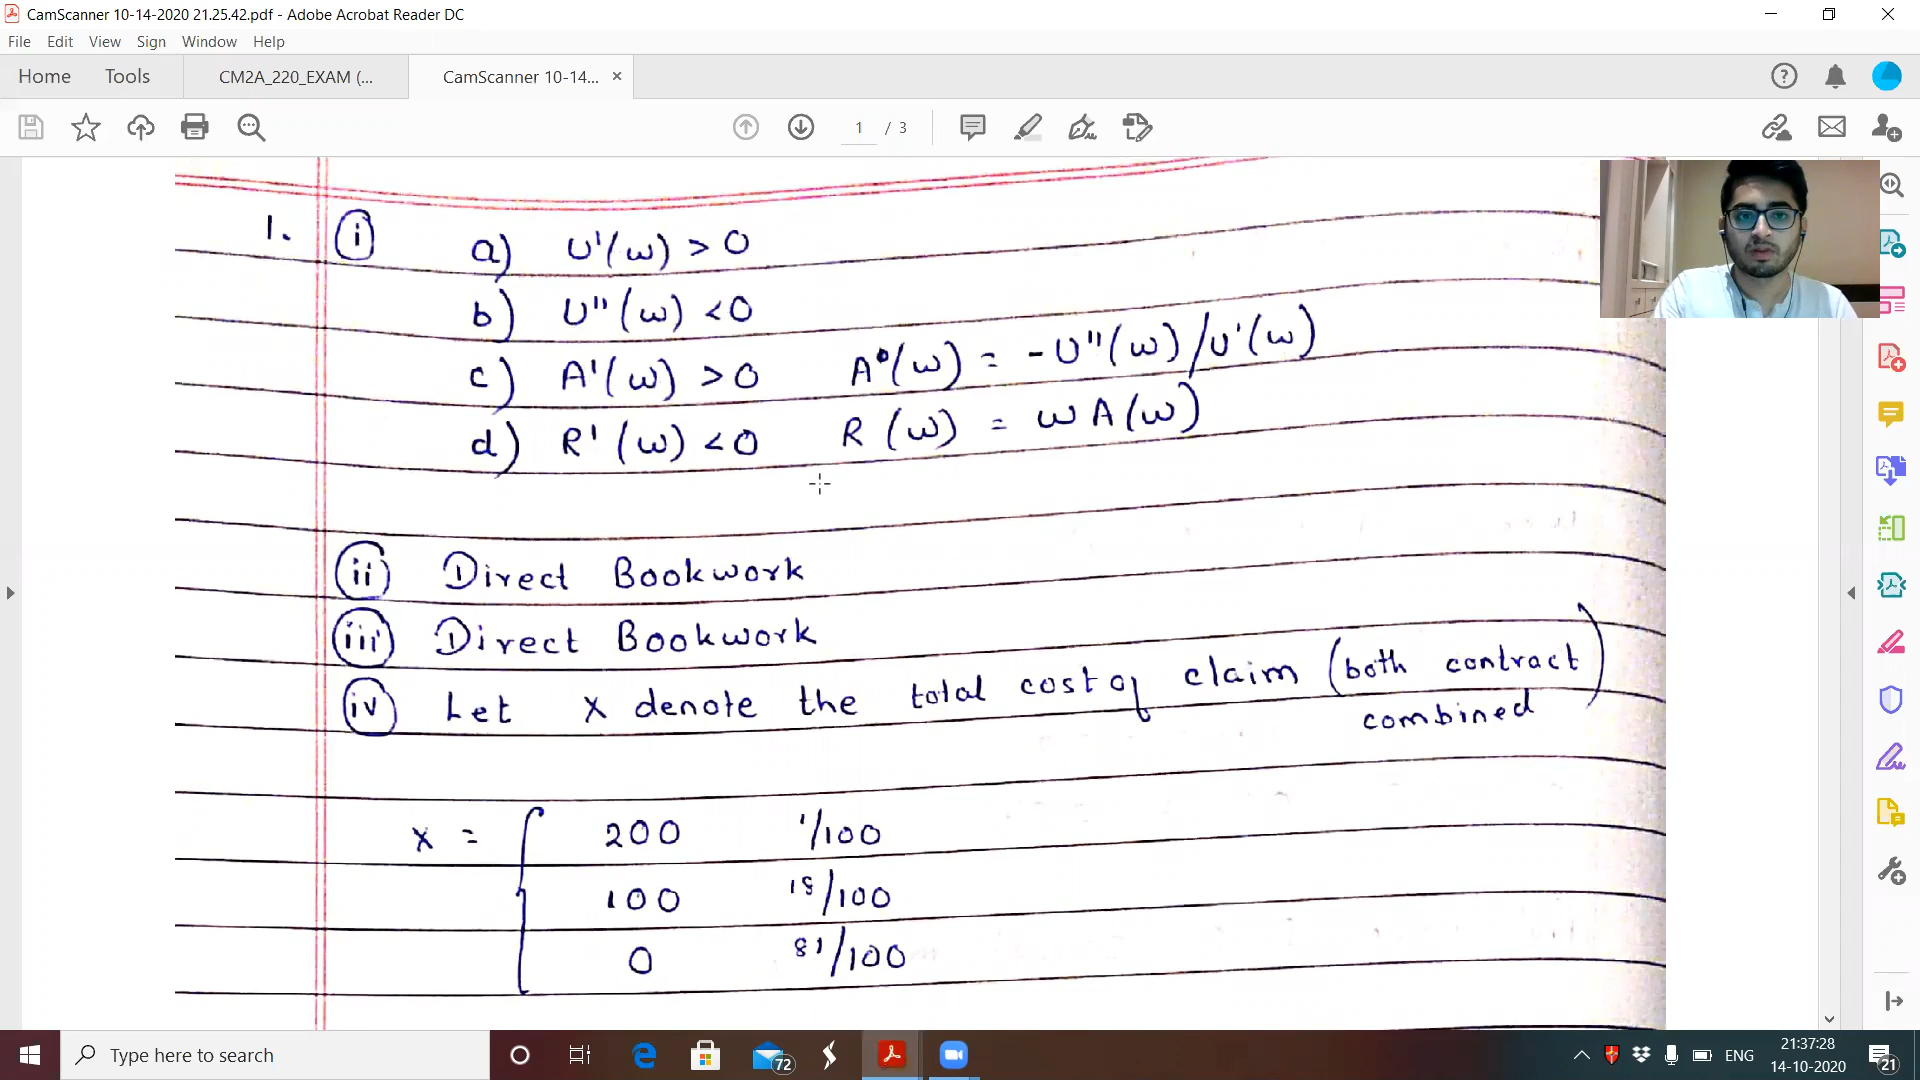 CamScanner 10-14-2020 21.25.42.pdf - Adobe Acrobat Reader DC
File Edit View Sign Window Help
Home Tools CM2A_220_EXAM (... CamScanner 10-14... ×
1 / 3
1. (i) a) U'(w) > 0
b) U"(w) < 0
c) A'(w) > 0 A(w) = -U"(w)/U'(w)
d) R'(w) < 0 R(w) = w A(w)
(ii) Direct Bookwork
(iii) Direct Bookwork
(iv) Let X denote the total cost of claim (both contract combined)
X = { 200 1/100
100 18/100
0 81/100
Type here to search 72 ENG 21:37:28 14-10-2020 21